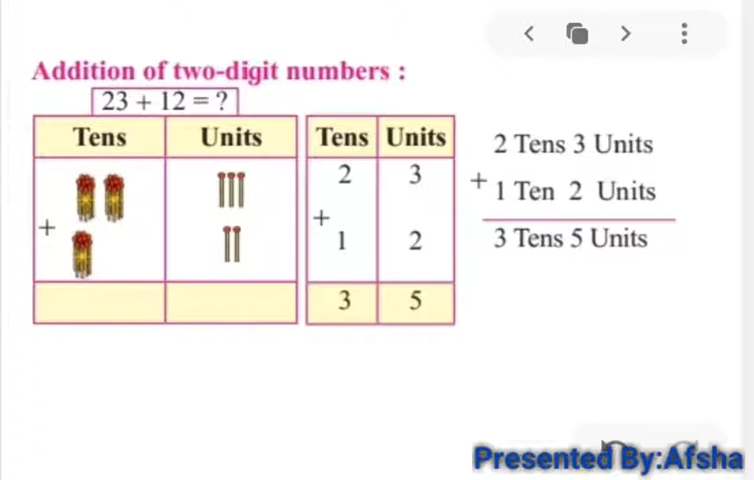 Addition of two-digit numbers :
23 + 12 = ?
Tens Units
+
Tens Units
2 3
+
1 2
3 5
2 Tens 3 Units
+ 1 Ten 2 Units
3 Tens 5 Units
Presented By:Afsha